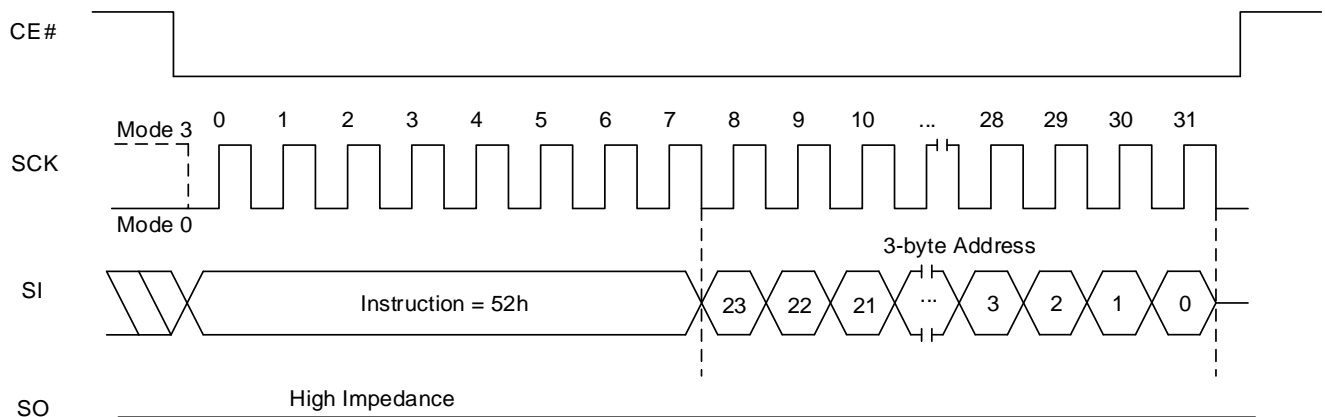 CE#
Mode 3
0 1 2 3 4 5 6 7 8 9 10 ... 28 29 30 31
SCK
Mode 0
3-byte Address
SI
Instruction = 52h
23 22 21 ... 3 2 1 0
High Impedance
SO